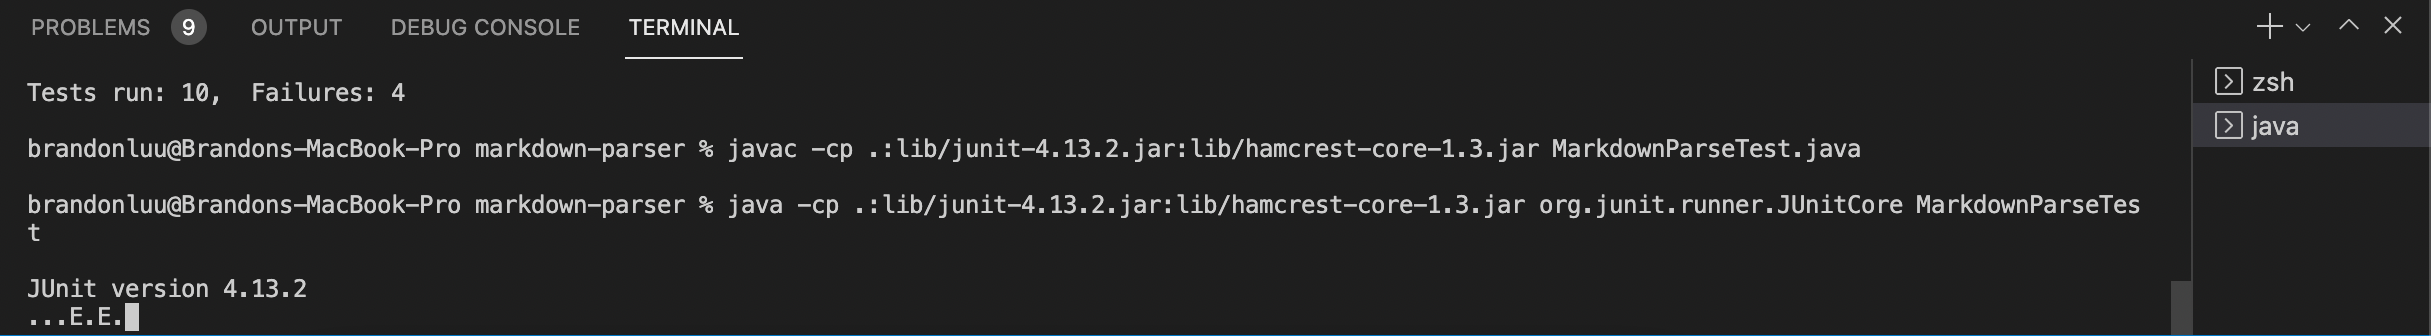 PROBLEMS 9 OUTPUT DEBUG CONSOLE TERMINAL
Tests run: 10,  Failures: 4
zsh
java
brandonluu@Brandons-MacBook-Pro markdown-parser % javac -cp .:lib/junit-4.13.2.jar:lib/hamcrest-core-1.3.jar MarkdownParseTest.java
brandonluu@Brandons-MacBook-Pro markdown-parser % java -cp .:lib/junit-4.13.2.jar:lib/hamcrest-core-1.3.jar org.junit.runner.JUnitCore MarkdownParseTes
t
JUnit version 4.13.2
...E.E.